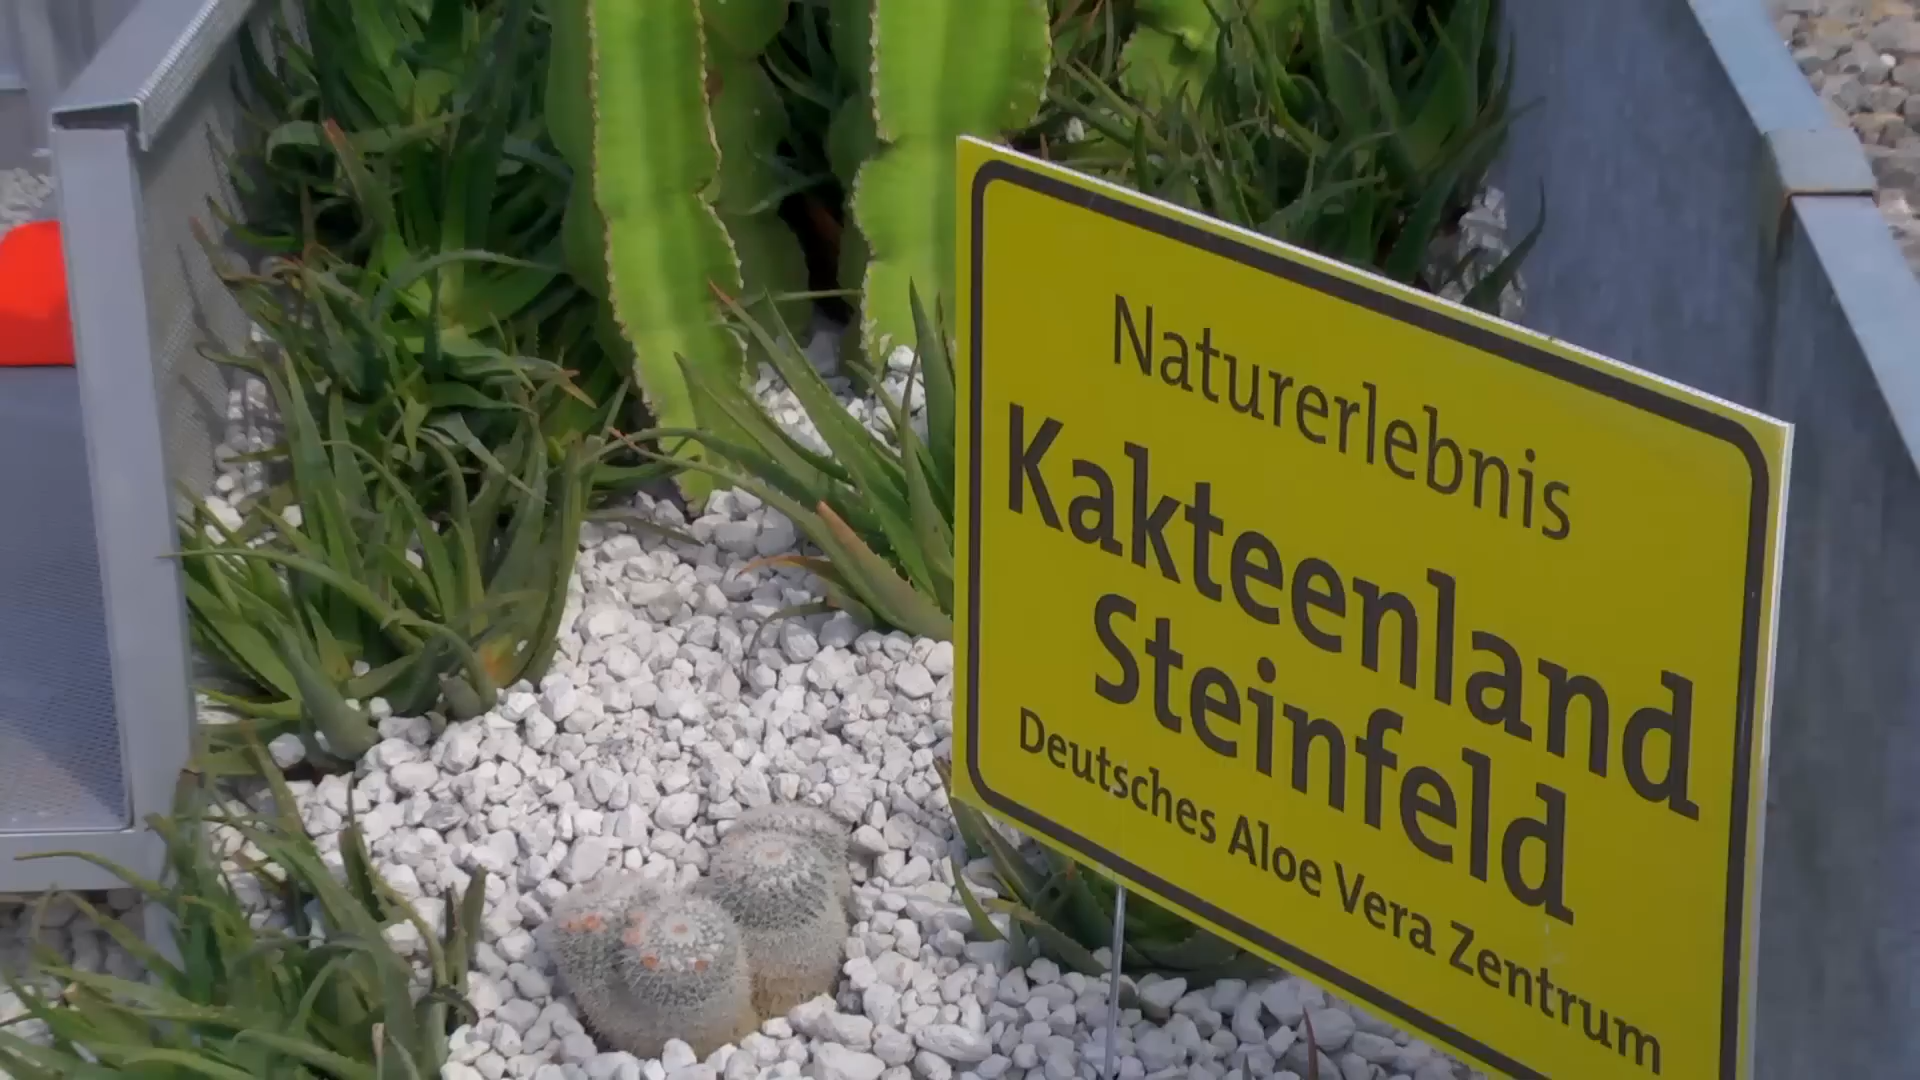 Naturerlebnis
Kakteenland
Steinfeld
Deutsches Aloe Vera Zentrum